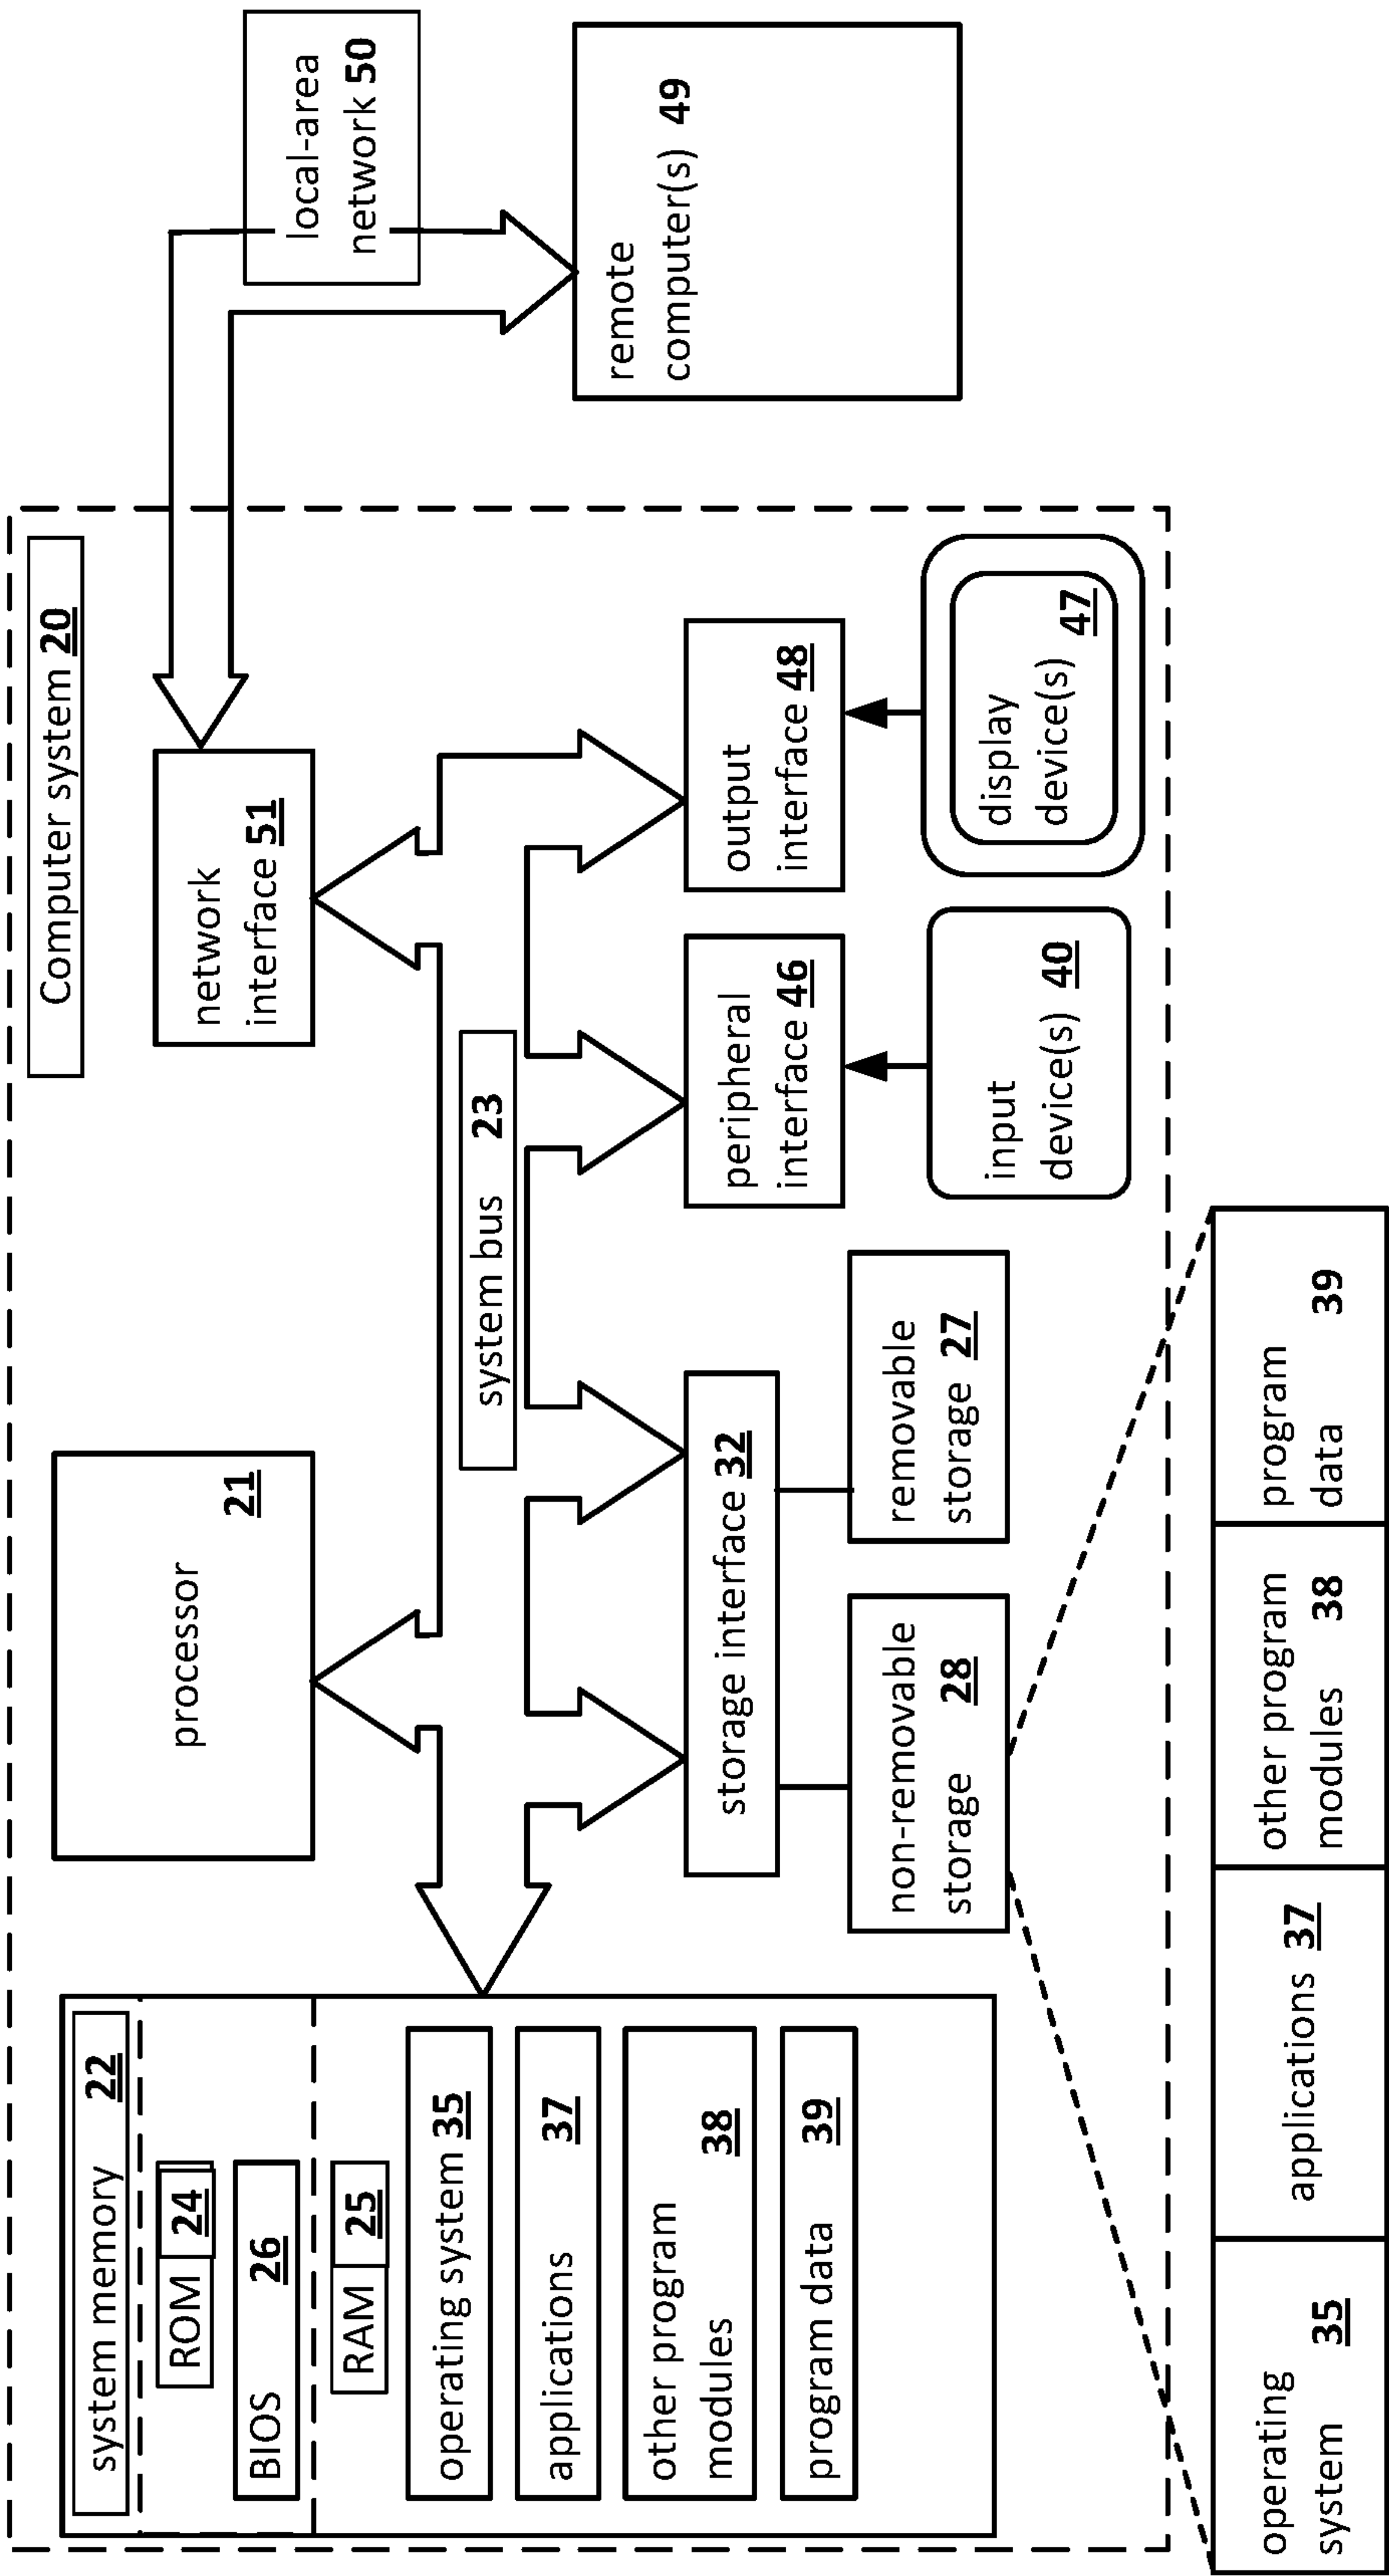 Computer system 20
system memory 22
ROM 24
BIOS 26
RAM 25
operating system 35
applications 37
other program
modules 38
program data 39
processor 21
network
interface 51
local-area
network 50
system bus 23
storage interface 32
peripheral
interface 46
output
interface 48
remote
computer(s) 49
non-removable
storage 28
removable
storage 27
input
device(s) 40
display
device(s) 47
operating
system 35
applications 37
other program
modules 38
program
data 39